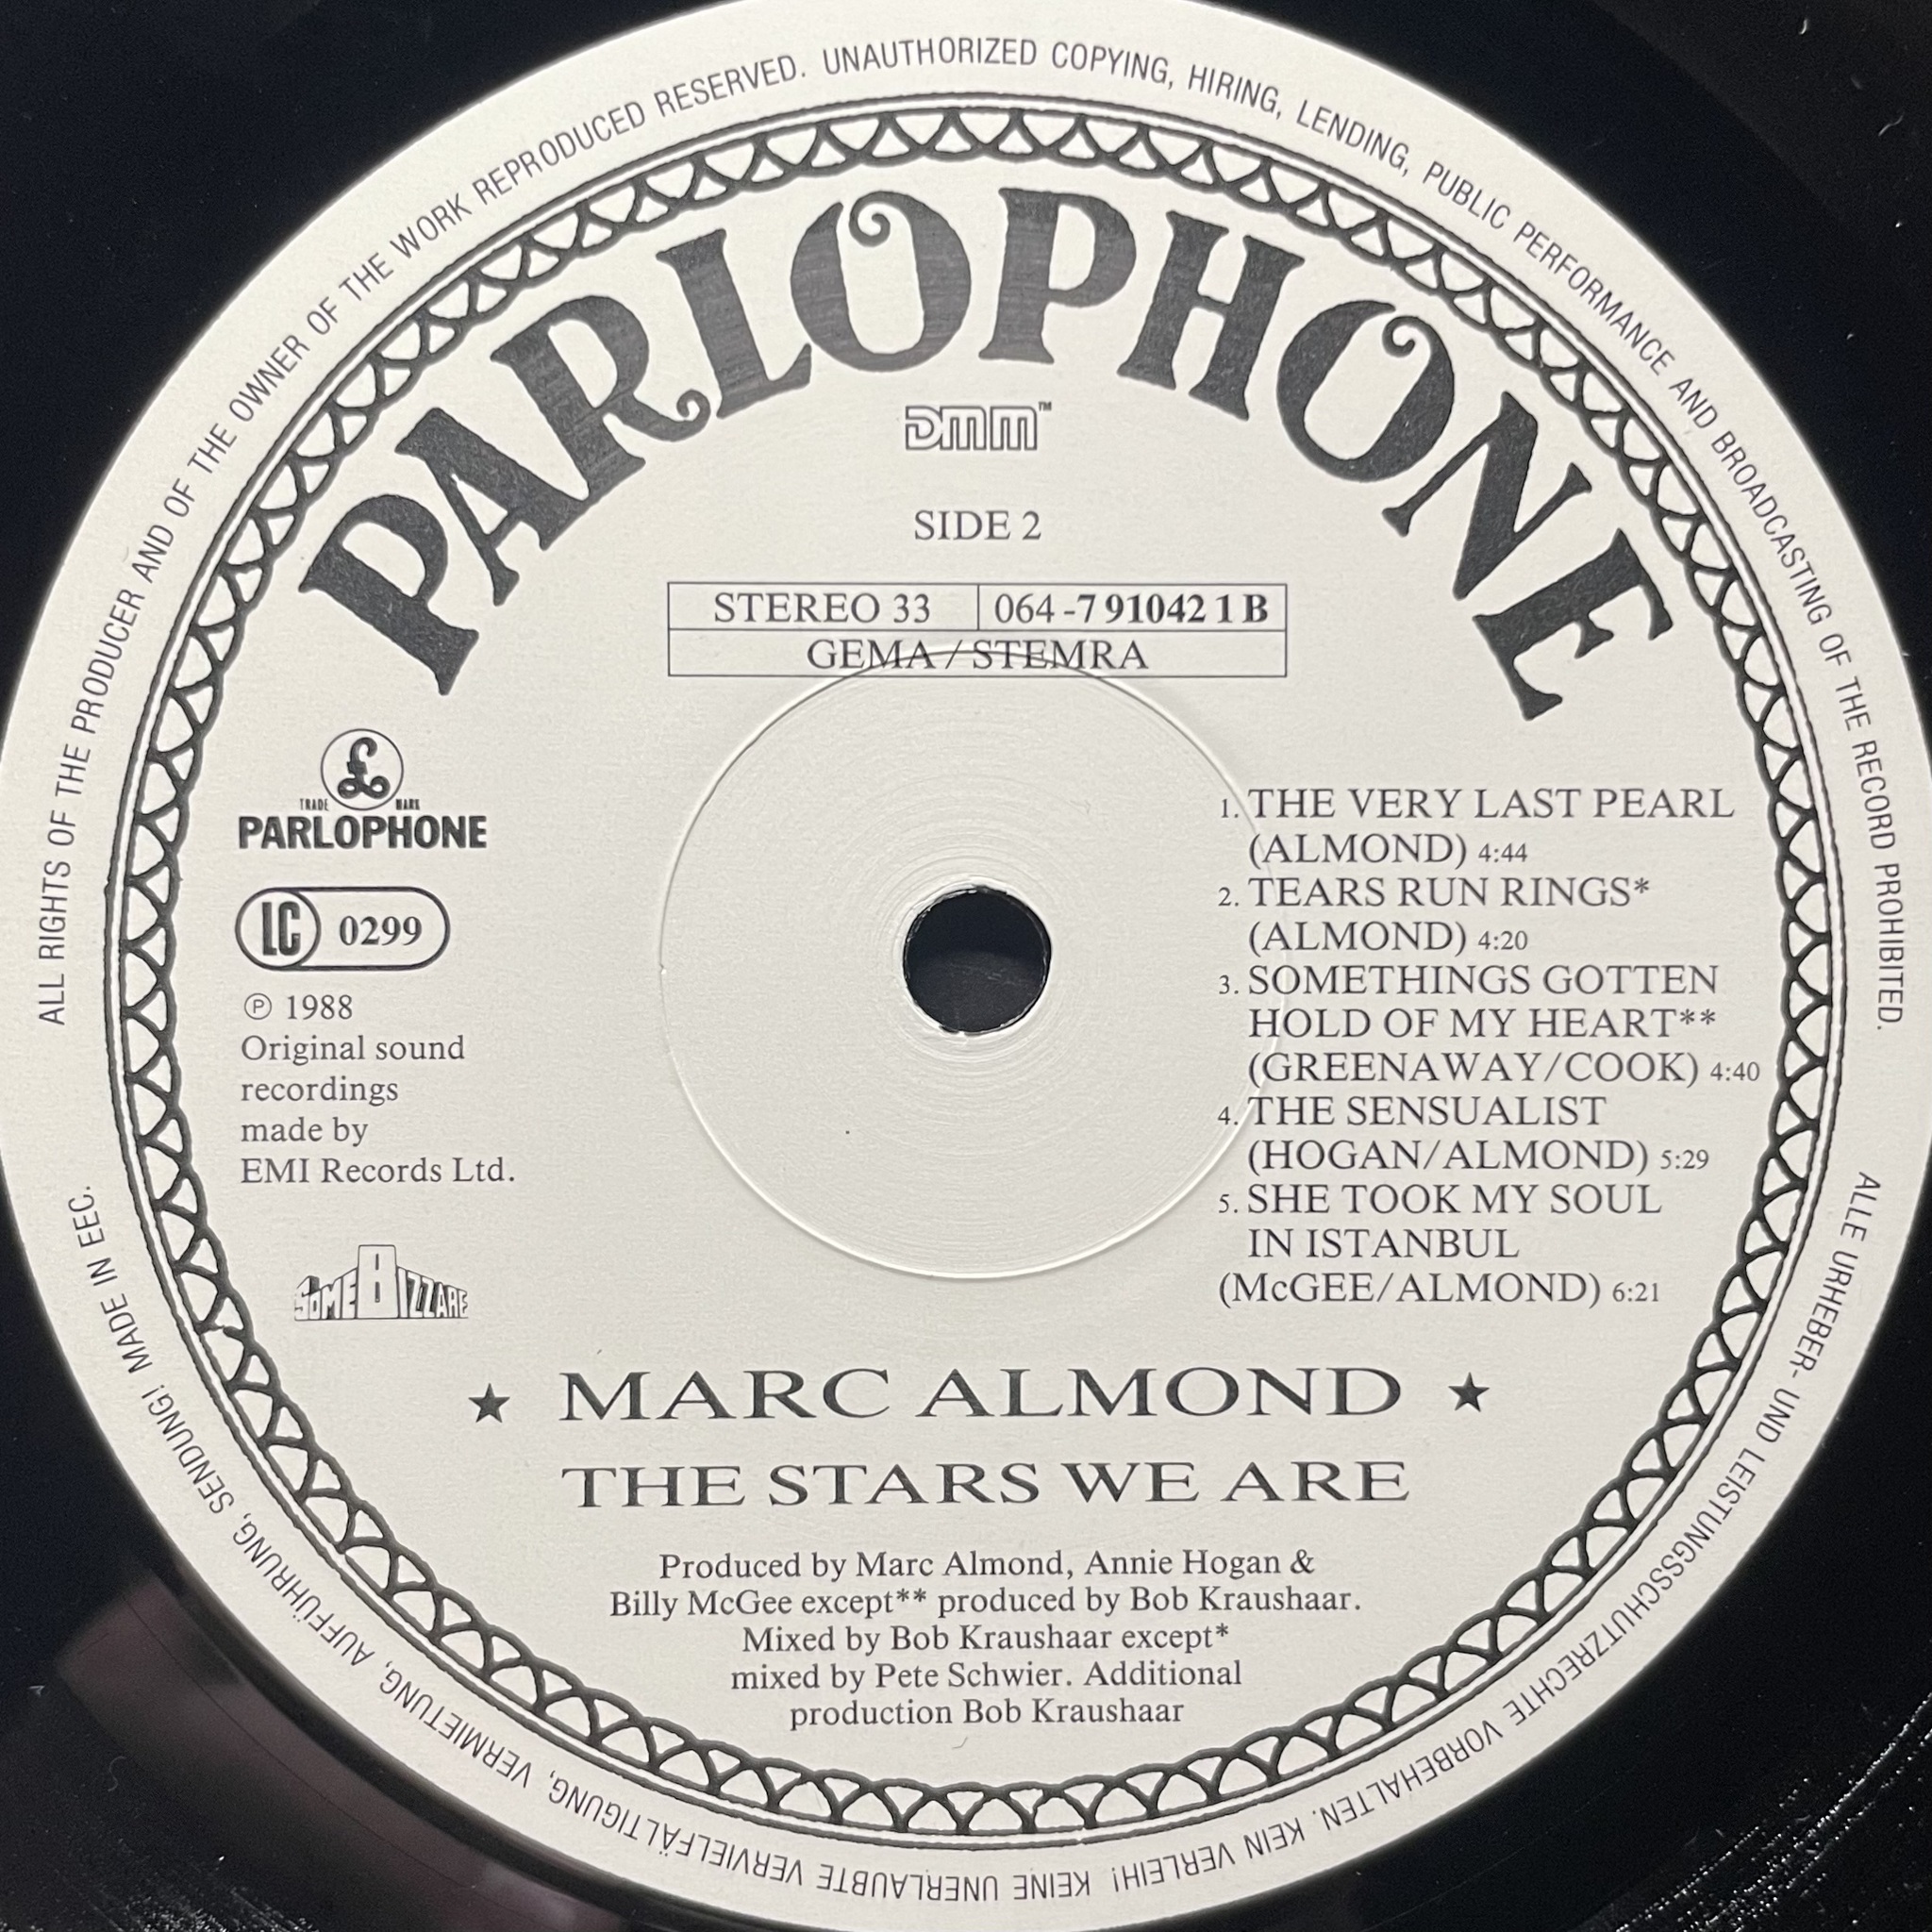 ALL RIGHTS OF THE PRODUCER AND OF THE OWNER OF THE WORK REPRODUCED RESERVED. UNAUTHORIZED COPYING, HIRING, LENDING, PUBLIC PERFORMANCE AND BROADCASTING OF THE RECORD PROHIBITED.
PARLOPHONE
DMM™
SIDE 2
STEREO 33 064 -7 91042 1 B
GEMA / STEMRA
£
TRADE MARK
PARLOPHONE
LC 0299
℗ 1988
Original sound
recordings
made by
EMI Records Ltd.
SOME BIZZARE
1. THE VERY LAST PEARL
(ALMOND) 4:44
2. TEARS RUN RINGS*
(ALMOND) 4:20
3. SOMETHINGS GOTTEN
HOLD OF MY HEART**
(GREENAWAY/COOK) 4:40
4. THE SENSUALIST
(HOGAN/ALMOND) 5:29
5. SHE TOOK MY SOUL
IN ISTANBUL
(McGEE/ALMOND) 6:21
★ MARC ALMOND ★
THE STARS WE ARE
Produced by Marc Almond, Annie Hogan &
Billy McGee except** produced by Bob Kraushaar.
Mixed by Bob Kraushaar except*
mixed by Pete Schwier. Additional
production Bob Kraushaar
ALLE URHEBER- UND LEISTUNGSSCHUTZRECHTE VORBEHALTEN. KEIN VERLEIH! KEINE UNERLAUBTE VERVIELFÄLTIGUNG, VERMIETUNG, AUFFÜHRUNG, SENDUNG! MADE IN EEC.